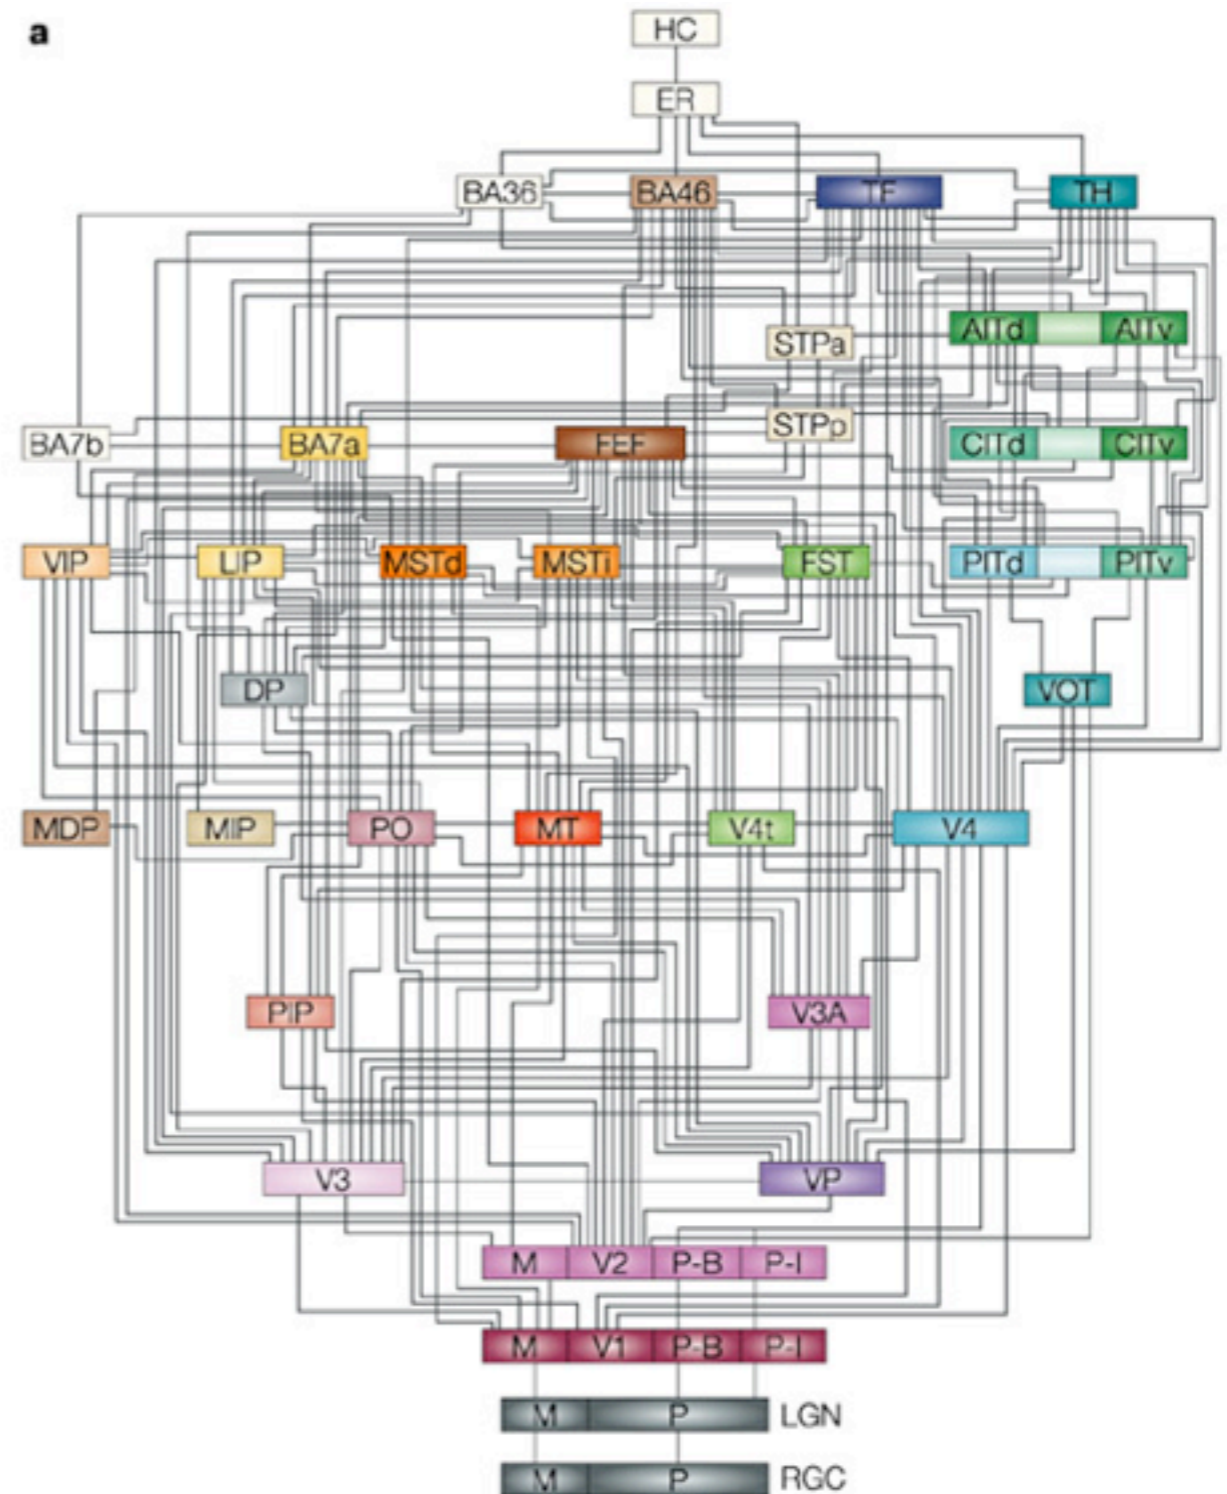 a
HC
ER
BA36 BA46 TF TH
STPa AITd AITv
BA7b BA7a FEF STPp CITd CITv
VIP LIP MSTd MSTi FST PITd PITv
DP VOT
MDP MIP PO MT V4t V4
PIP V3A
V3 VP
M V2 P-B P-I
M V1 P-B P-I
M P LGN
M P RGC